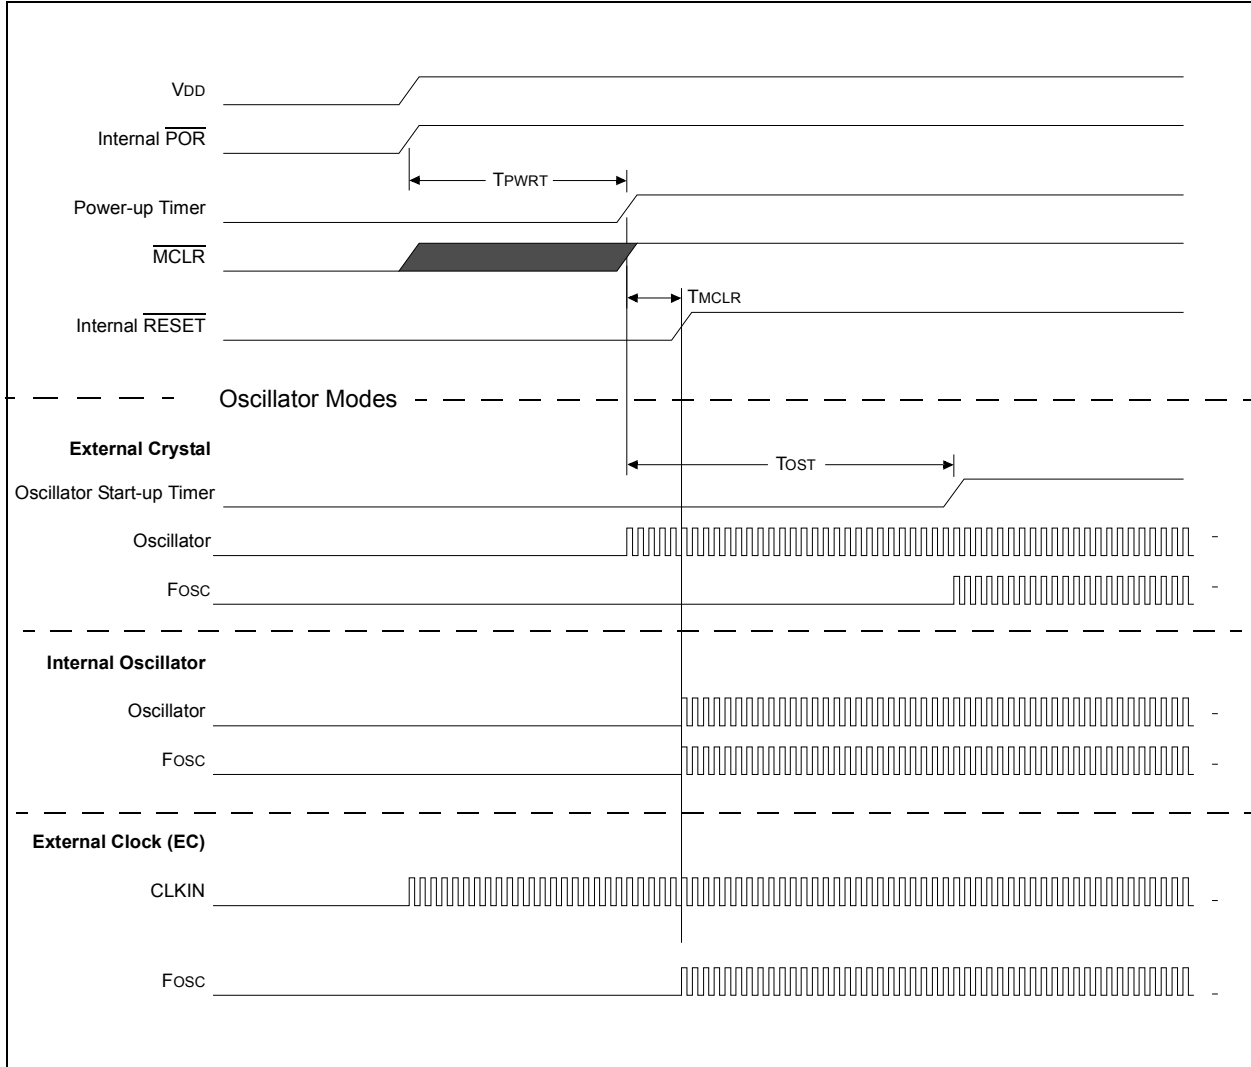 VDD
Internal POR
TPWRT
Power-up Timer
MCLR
TMCLR
Internal RESET
Oscillator Modes
External Crystal
TOST
Oscillator Start-up Timer
Oscillator
FOSC
Internal Oscillator
Oscillator
FOSC
External Clock (EC)
CLKIN
FOSC